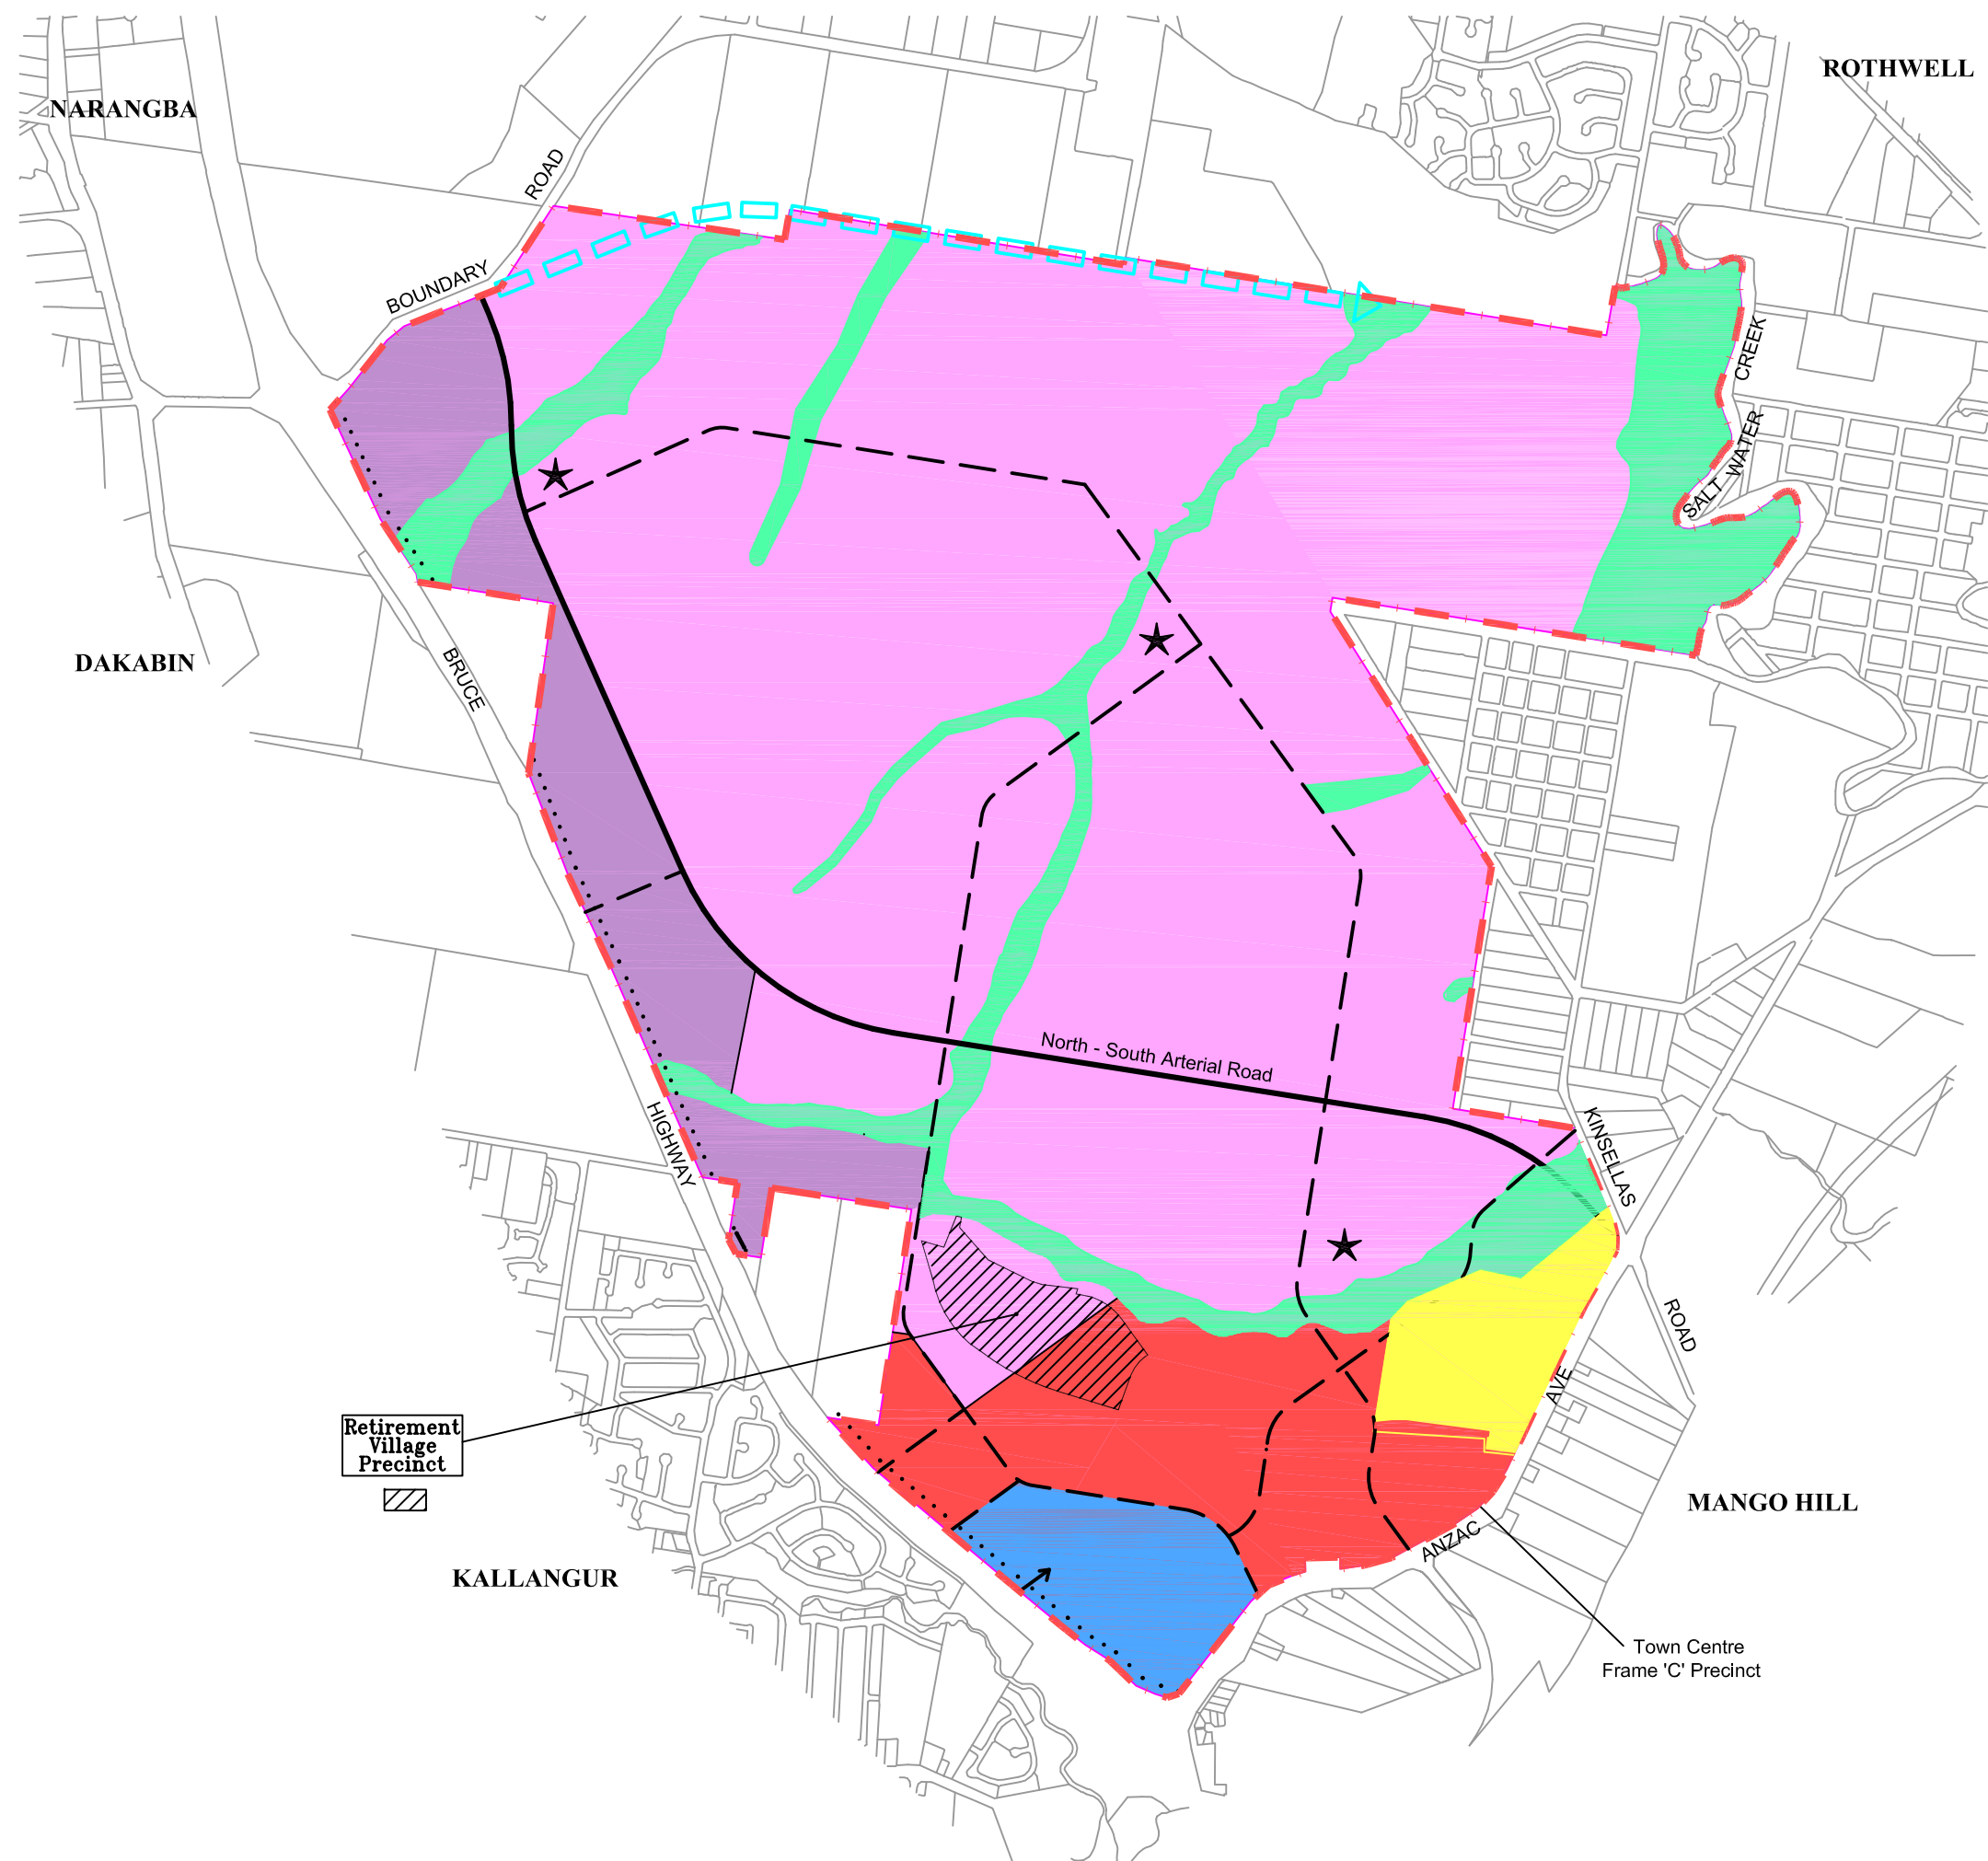 ROTHWELL
NARANGBA
ROAD
BOUNDARY
CREEK
SALT WATER
DAKABIN
BRUCE
North - South Arterial Road
HIGHWAY
KINSELLAS
ROAD
AVE
Retirement
Village
Precinct
MANGO HILL
ANZAC
KALLANGUR
Town Centre
Frame 'C' Precinct